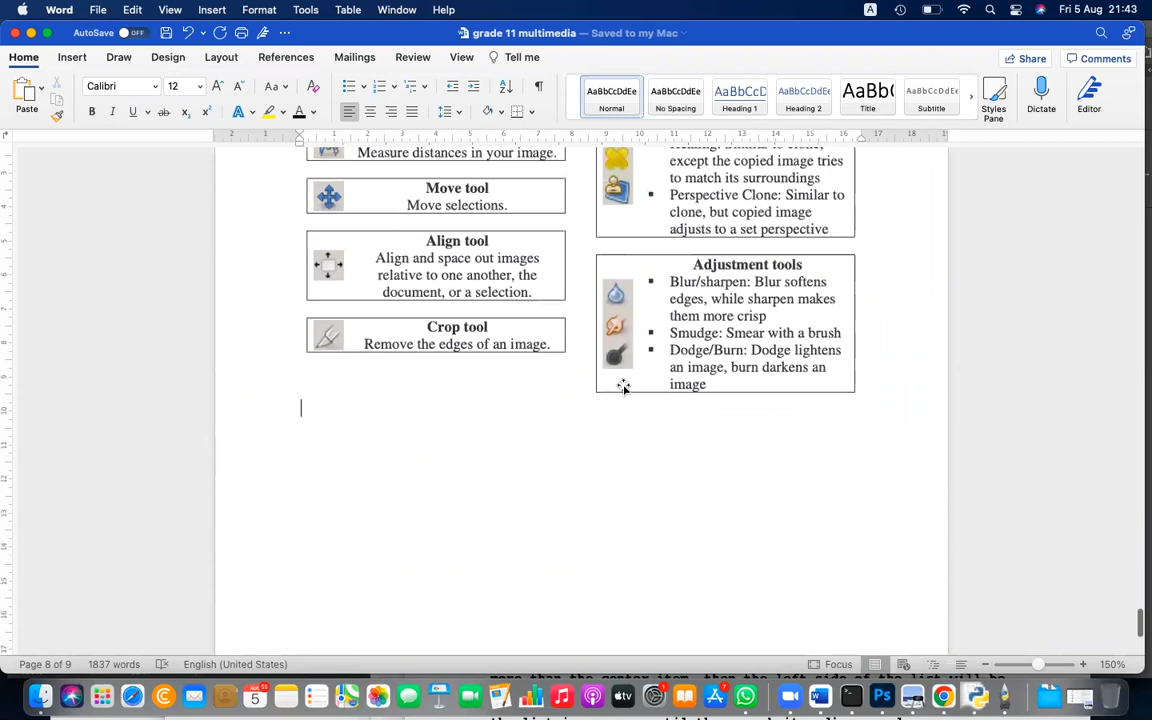 Word File Edit View Insert Format Tools Table Window Help
A
Fri 5 Aug 21:43
AutoSave OFF
grade 11 multimedia — Saved to my Mac
Home Insert Draw Design Layout References Mailings Review View Tell me
Share
Comments
Paste
Calibri
12
Normal
No Spacing
Heading 1
Heading 2
Title
Subtitle
Styles Pane
Dictate
Editor
Measure distances in your image.
Move tool
Move selections.
Align tool
Align and space out images
relative to one another, the
document, or a selection.
Crop tool
Remove the edges of an image.
except the copied image tries
to match its surroundings
Perspective Clone: Similar to
clone, but copied image
adjusts to a set perspective
Adjustment tools
Blur/sharpen: Blur softens
edges, while sharpen makes
them more crisp
Smudge: Smear with a brush
Dodge/Burn: Dodge lightens
an image, burn darkens an
image
Page 8 of 9 1837 words English (United States)
Focus
150%